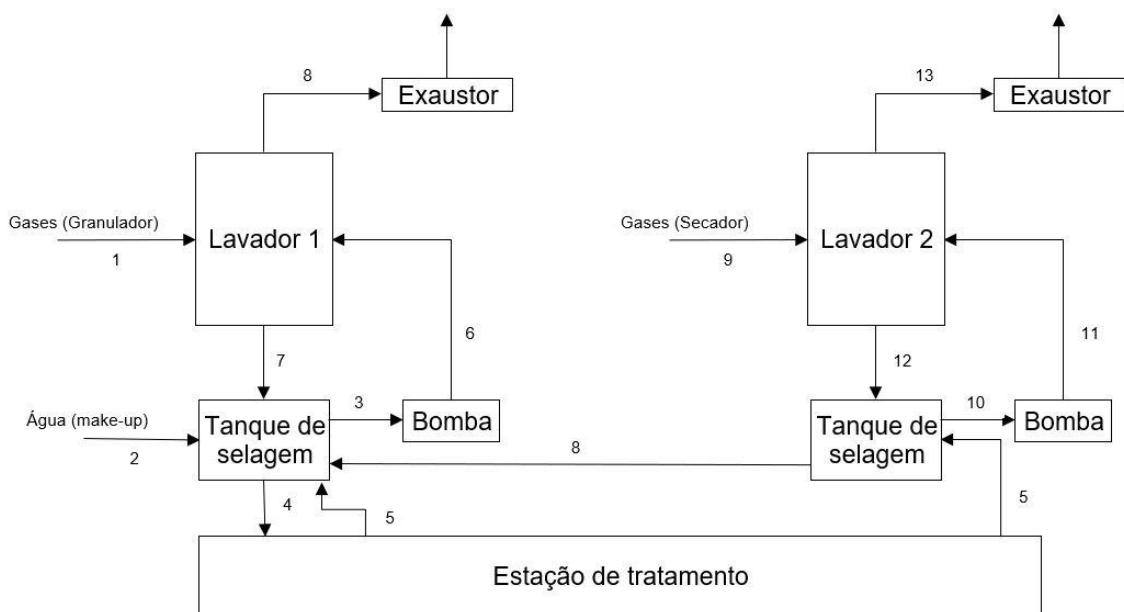 8
13
Exaustor
Exaustor
Gases (Granulador)
1
Lavador 1
Gases (Secador)
9
Lavador 2
6
11
7
12
Água (make-up)
2
Tanque de
selagem
3
Bomba
8
Tanque de
selagem
10
Bomba
4
5
5
Estação de tratamento